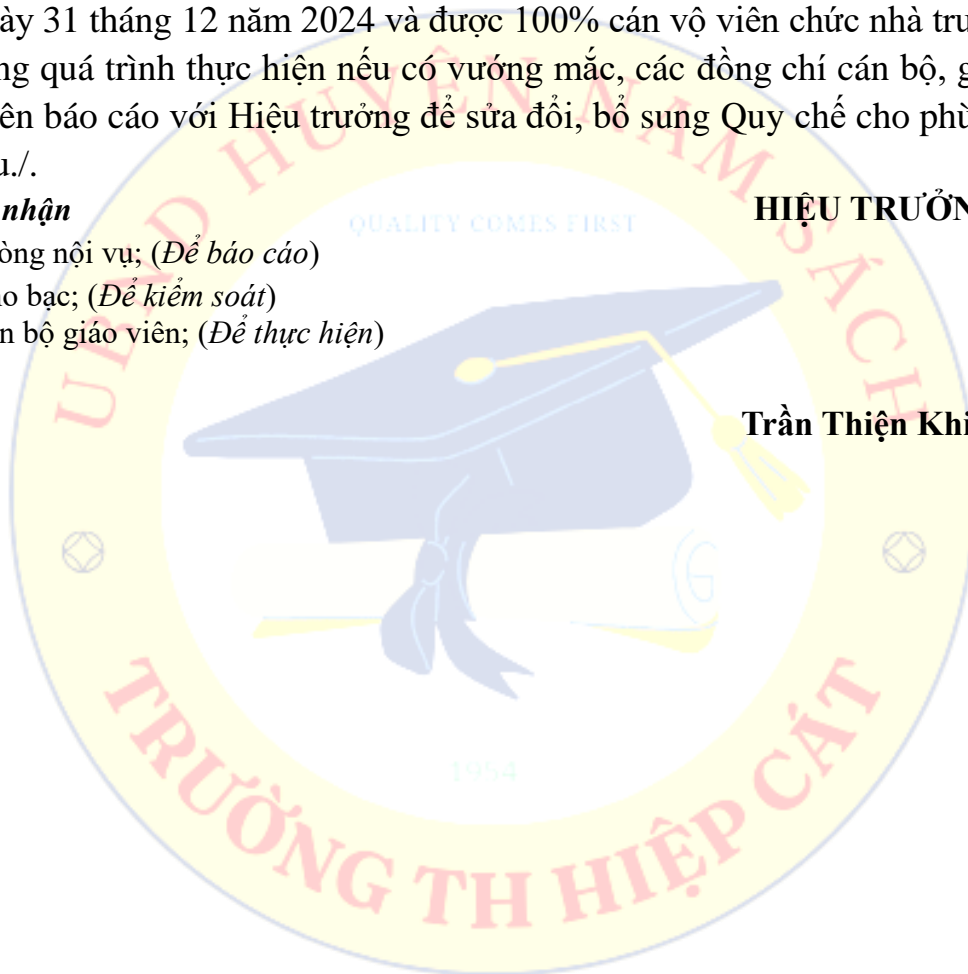 ày 31 tháng 12 năm 2024 và được 100% cán vộ viên chức nhà trư
ng quá trình thực hiện nếu có vướng mắc, các đồng chí cán bộ, g
ên báo cáo với Hiệu trưởng để sửa đổi, bổ sung Quy chế cho phù
u./.
nhận
HIỆU TRƯỞN
òng nội vụ; (Để báo cáo)
o bạc; (Để kiểm soát)
n bộ giáo viên; (Để thực hiện)
Trần Thiện Khi
UBND HUYỆN NAM SÁCH
QUALITY COMES FIRST
1954
TRƯỜNG TH HIỆP CÁT